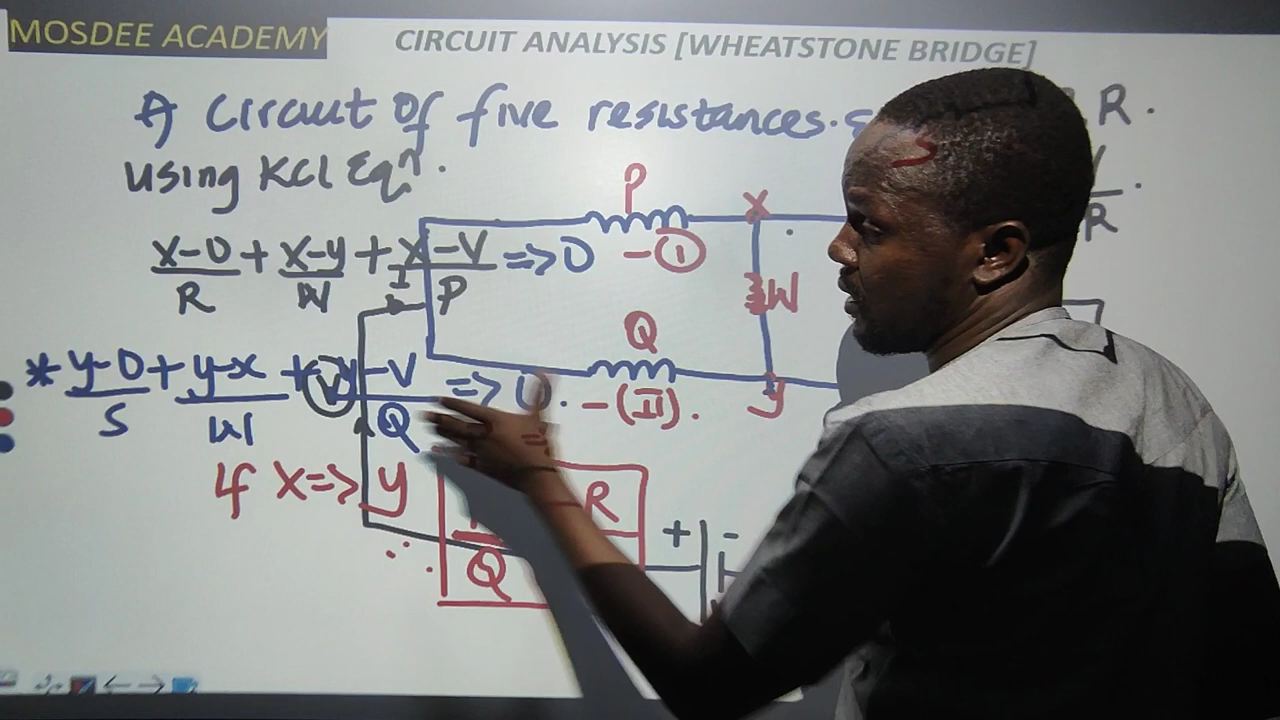 MOSDEE ACADEMY
CIRCUIT ANALYSIS [WHEATSTONE BRIDGE]
A Circuit Of five resistances. R.
Using KCL Eqⁿ.
P X
X-0/R + X-y/W + X-V/P => 0 -①
I
R
W
Q
* y-0/S + y-x/W + y-V/Q => 0. -(II).
V
y
If X => y
∴ R
Q
+ -